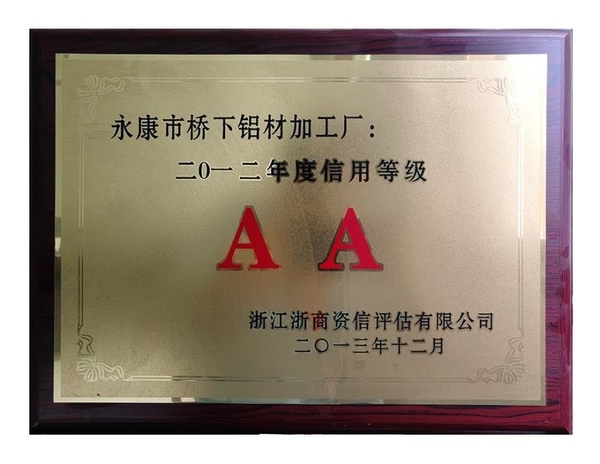 永康市桥下铝材加工厂：
二〇一二年度信用等级
A A
浙江浙商资信评估有限公司
二〇一三年十二月